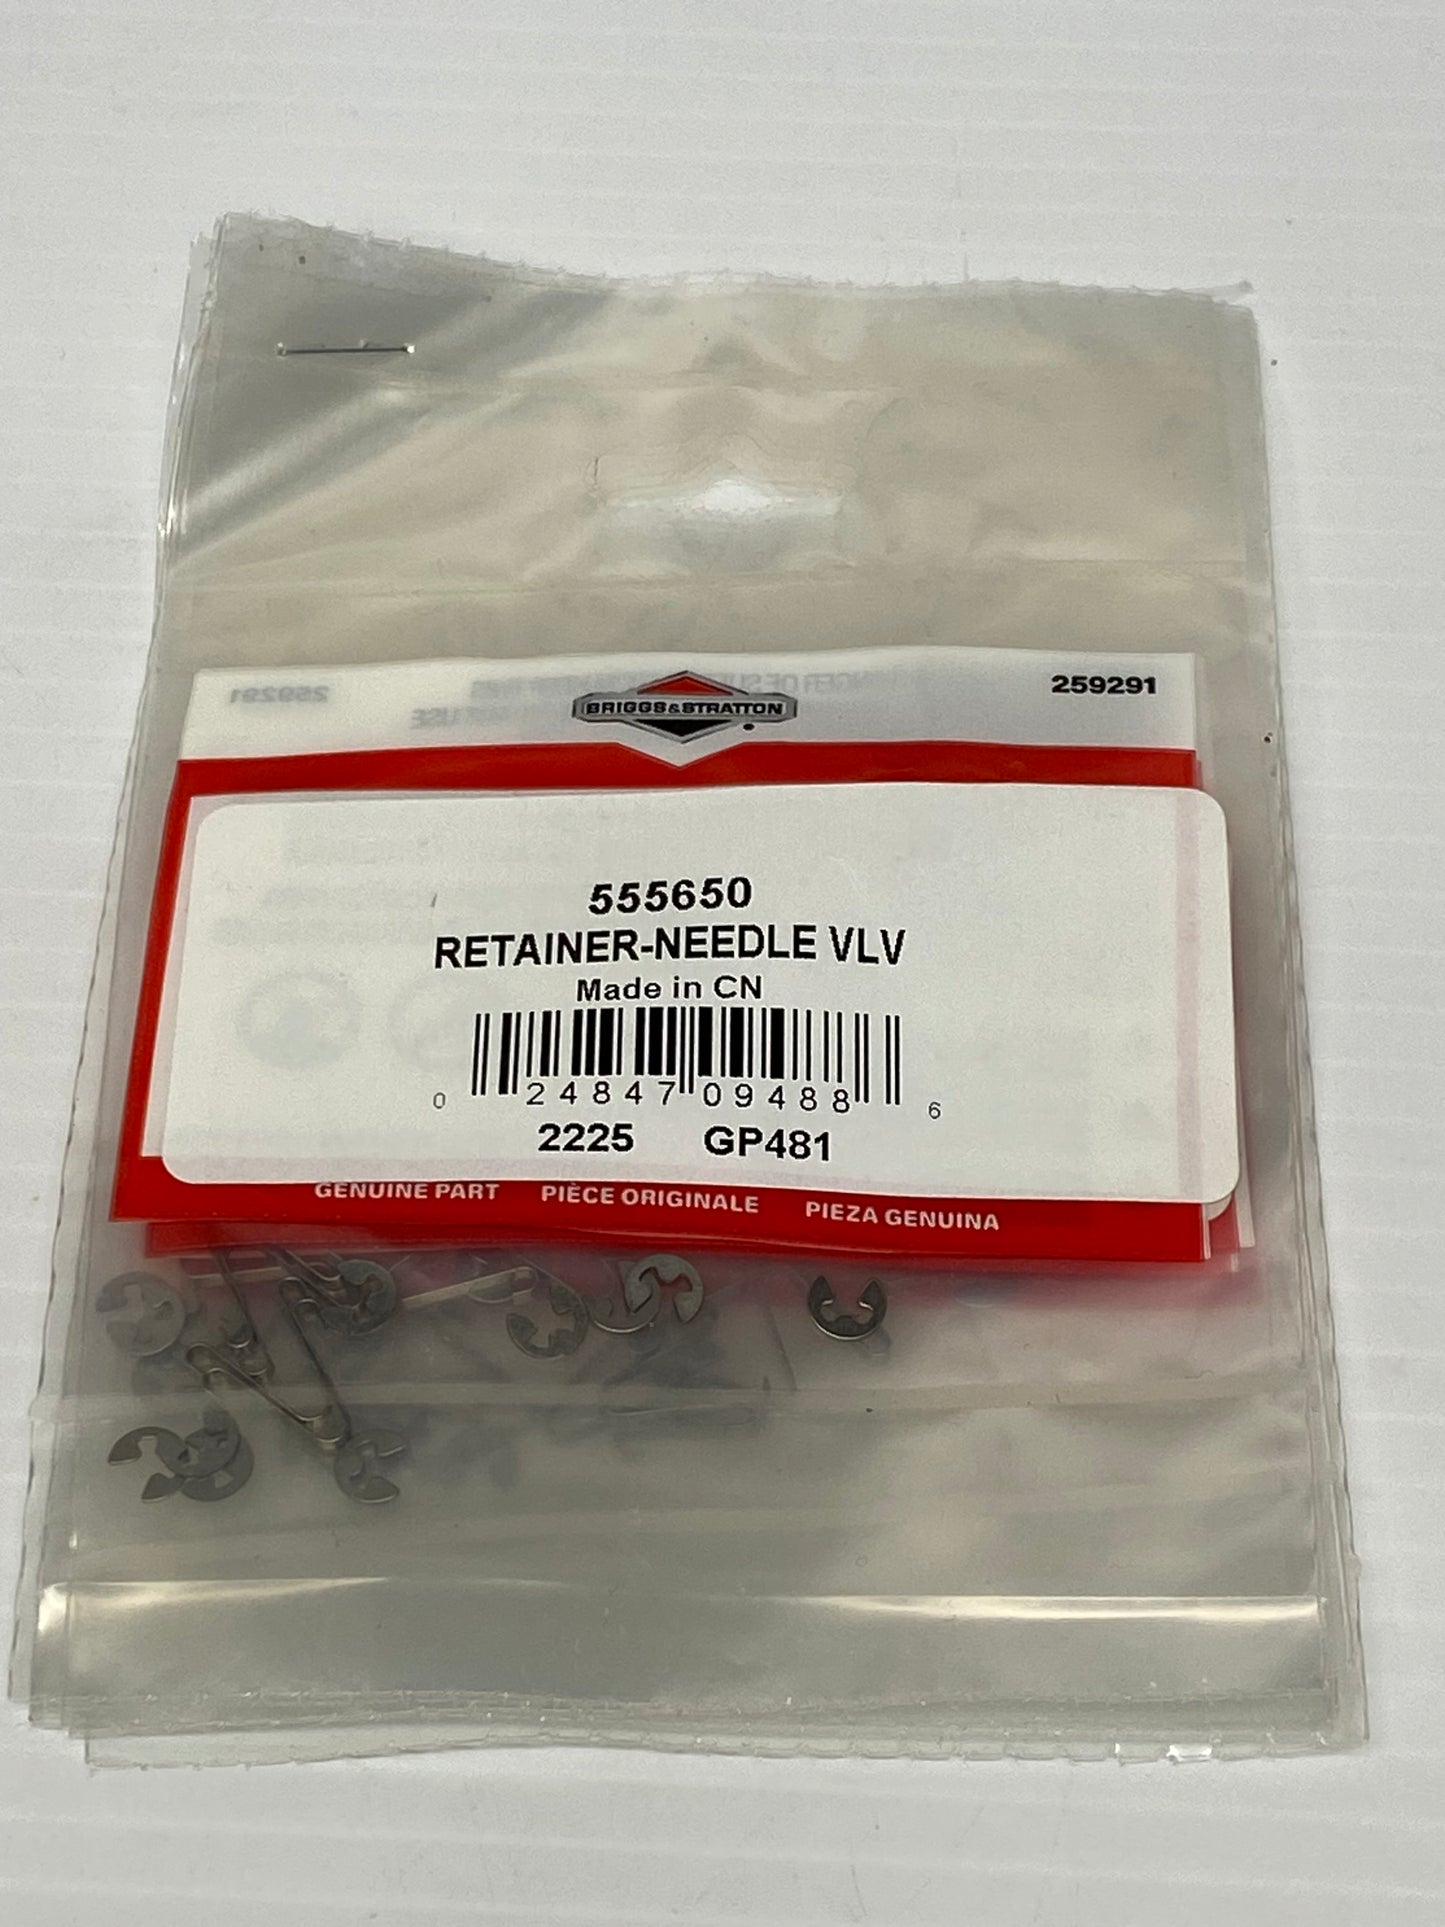 BRIGGS & STRATTON
259291
555650
RETAINER-NEEDLE VLV
Made in CN
0 24847 09488 6
2225 GP481
GENUINE PART PIÈCE ORIGINALE PIEZA GENUINA